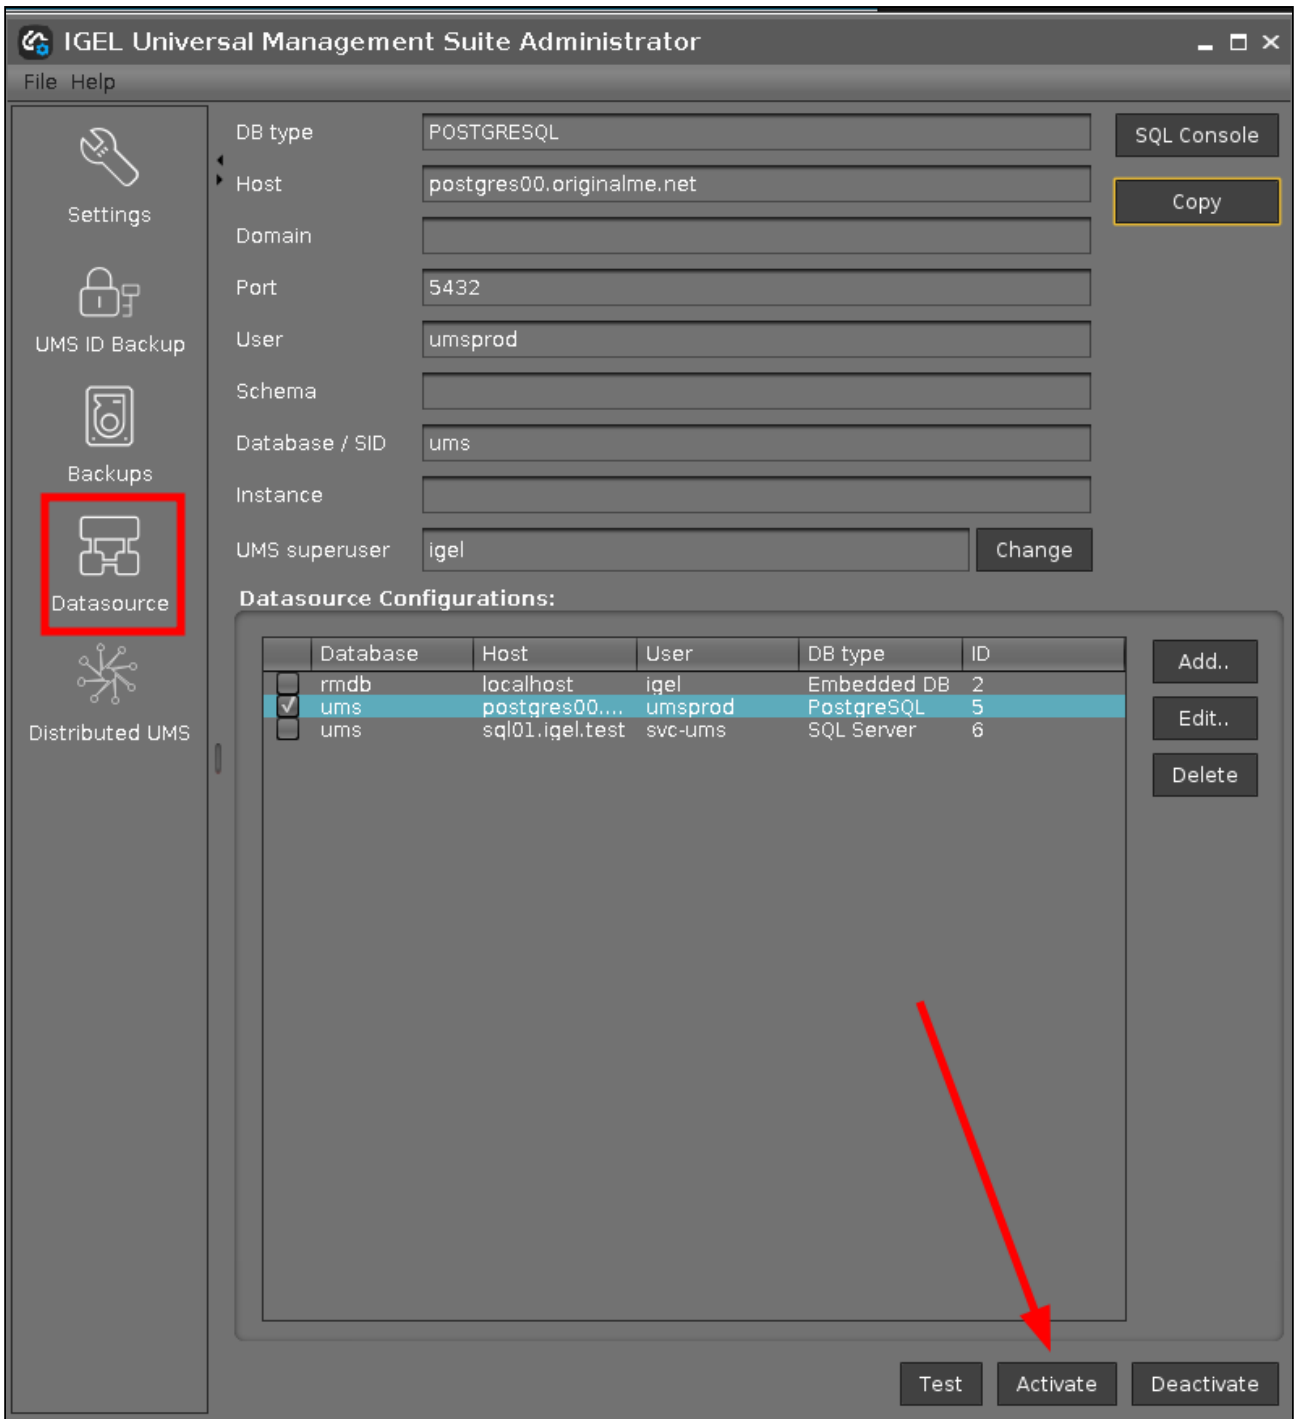 IGEL Universal Management Suite Administrator
File Help
Settings
UMS ID Backup
Backups
Datasource
Distributed UMS
DB type POSTGRESQL
Host postgres00.originalme.net
Domain
Port 5432
User umsprod
Schema
Database / SID ums
Instance
UMS superuser igel Change
SQL Console
Copy
Datasource Configurations:
Database Host User DB type ID
rmdb localhost igel Embedded DB 2
ums postgres00.... umsprod PostgreSQL 5
ums sql01.igel.test svc-ums SQL Server 6
Add..
Edit..
Delete
Test Activate Deactivate